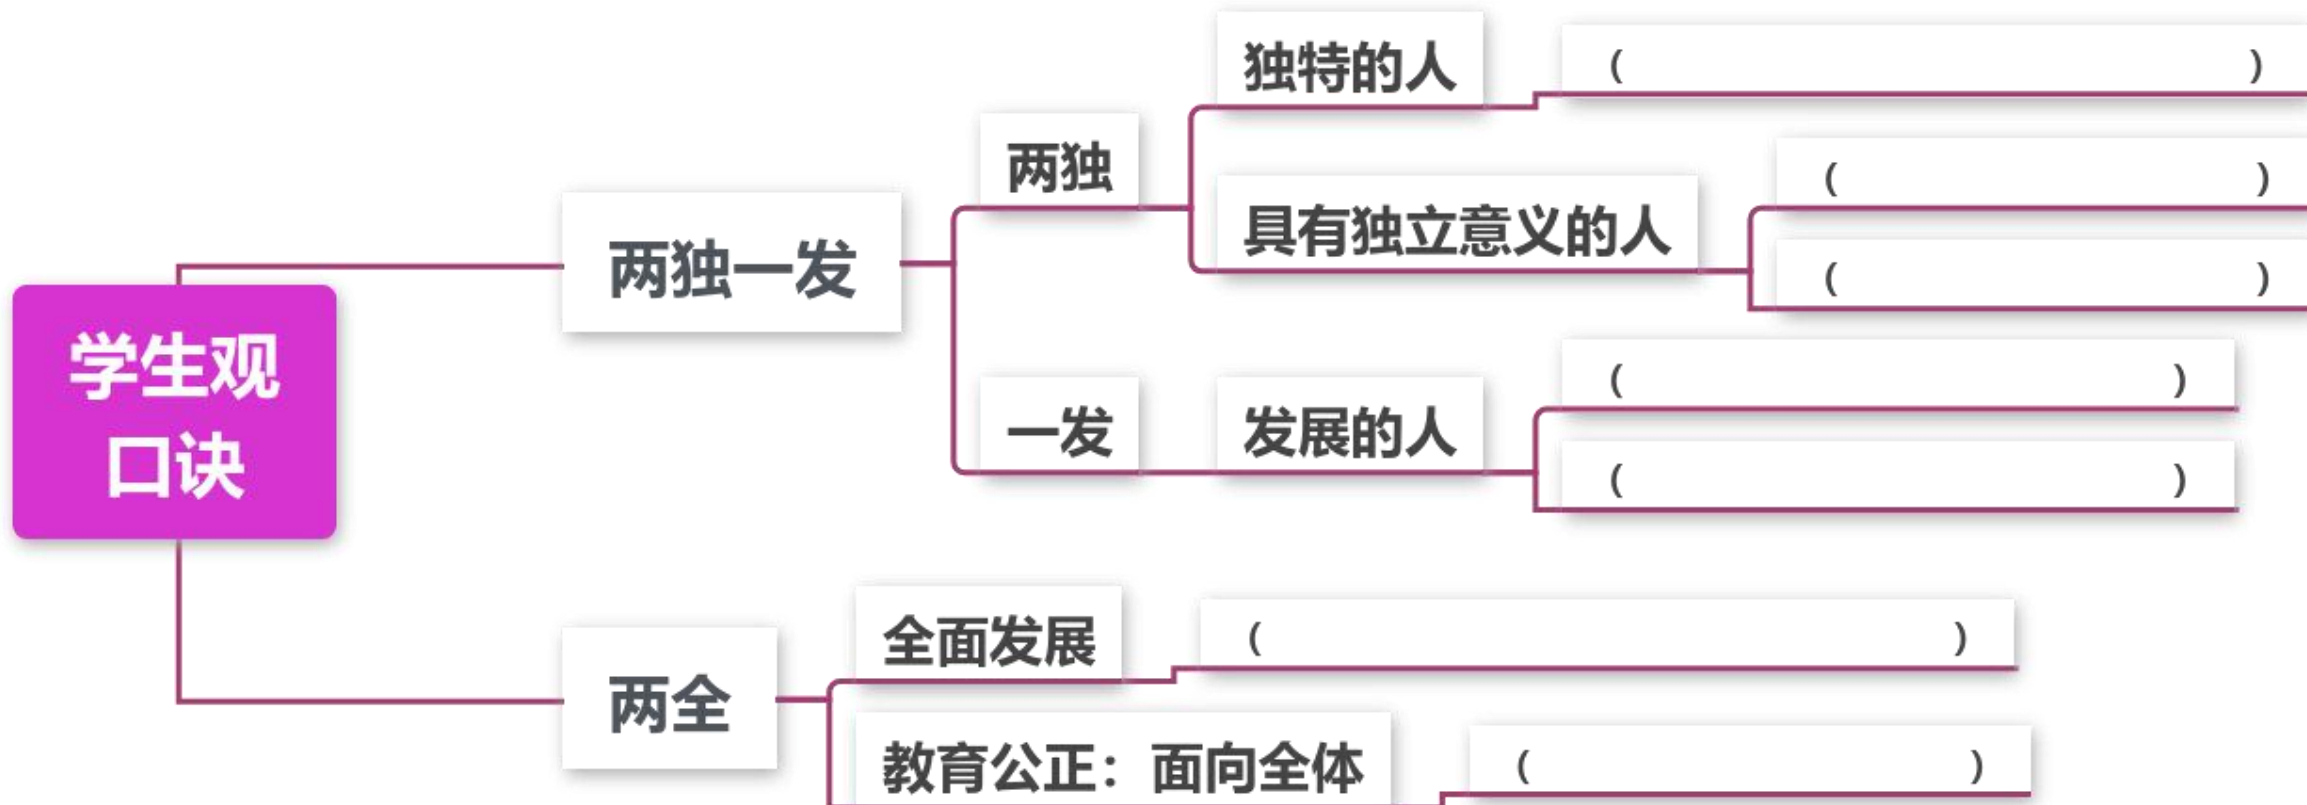 学生观
口诀
两独一发
两独
独特的人
（ ）
具有独立意义的人
（ ）
（ ）
一发
发展的人
（ ）
（ ）
两全
全面发展
（ ）
教育公正：面向全体
（ ）